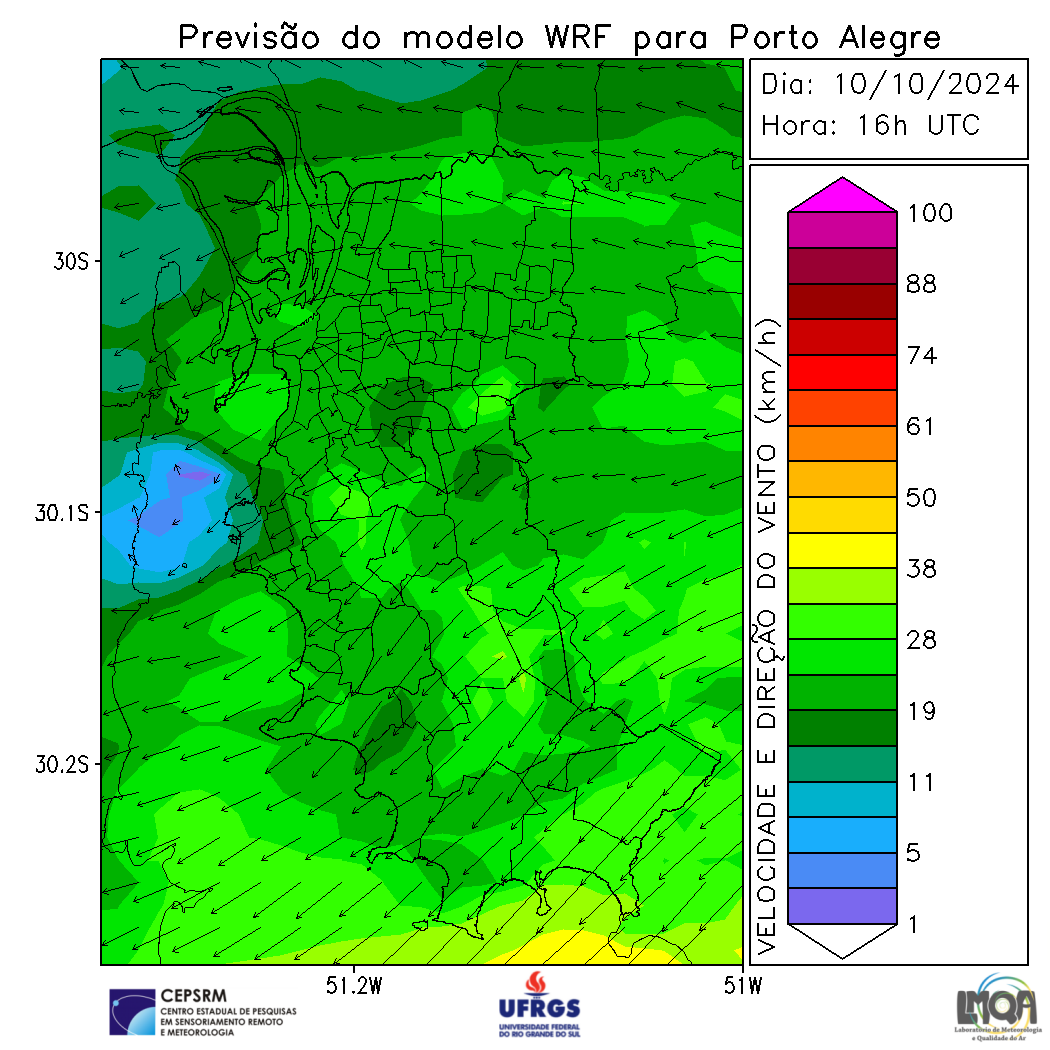 Previsão do modelo WRF para Porto Alegre
Dia: 10/10/2024
Hora: 16h UTC
30S
30.1S
30.2S
51.2W
51W
VELOCIDADE E DIREÇÃO DO VENTO (km/h)
100
88
74
61
50
38
28
19
11
5
1
CEPSRM
CENTRO ESTADUAL DE PESQUISAS
EM SENSORIAMENTO REMOTO
E METEOROLOGIA
UFRGS
UNIVERSIDADE FEDERAL
DO RIO GRANDE DO SUL
LMQA
Laboratório de Meteorologia
e Qualidade do Ar